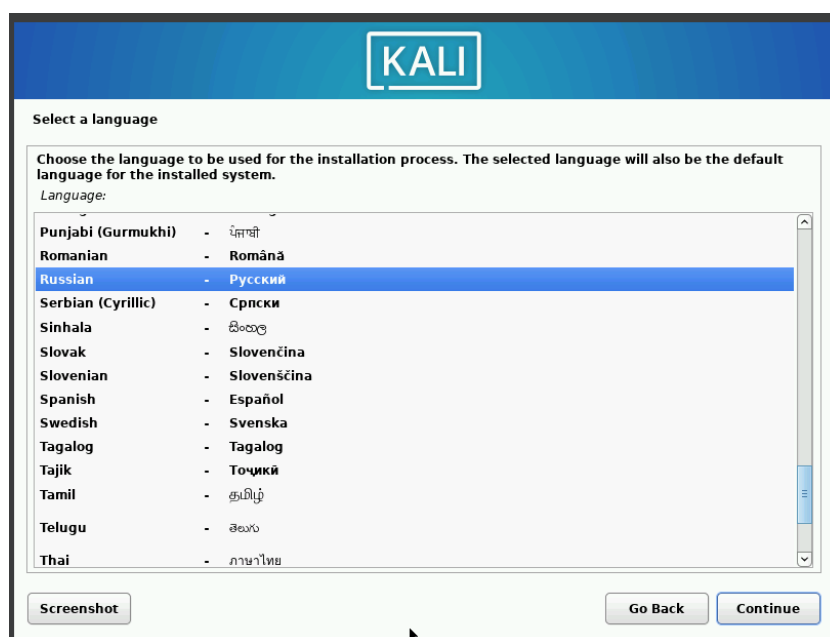 KALI
Select a language
Choose the language to be used for the installation process. The selected language will also be the default
language for the installed system.
Language:
Punjabi (Gurmukhi) - ਪੰਜਾਬੀ
Romanian - Română
Russian - Русский
Serbian (Cyrillic) - Српски
Sinhala - සිංහල
Slovak - Slovenčina
Slovenian - Slovenščina
Spanish - Español
Swedish - Svenska
Tagalog - Tagalog
Tajik - Тоҷикӣ
Tamil - தமிழ்
Telugu - తెలుగు
Thai - ภาษาไทย
Screenshot Go Back Continue